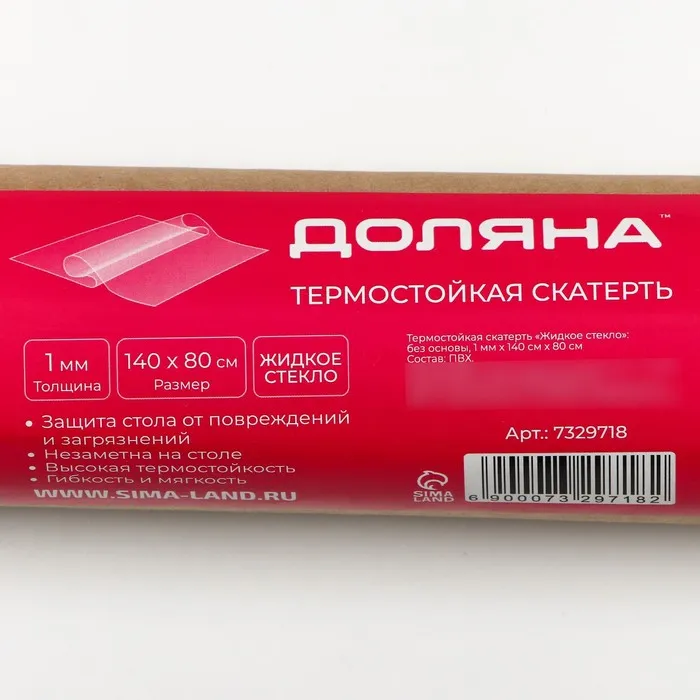 ДОЛЯНА™
ТЕРМОСТОЙКАЯ СКАТЕРТЬ
1 мм
Толщина
140 x 80 см
Размер
ЖИДКОЕ
СТЕКЛО
Термостойкая скатерть «Жидкое стекло»:
без основы, 1 мм x 140 см x 80 см
Состав: ПВХ.
• Защита стола от повреждений
и загрязнений
• Незаметна на столе
• Высокая термостойкость
• Гибкость и мягкость
WWW.SIMA-LAND.RU
Арт.: 7329718
SIMA
LAND
6 900073 297182